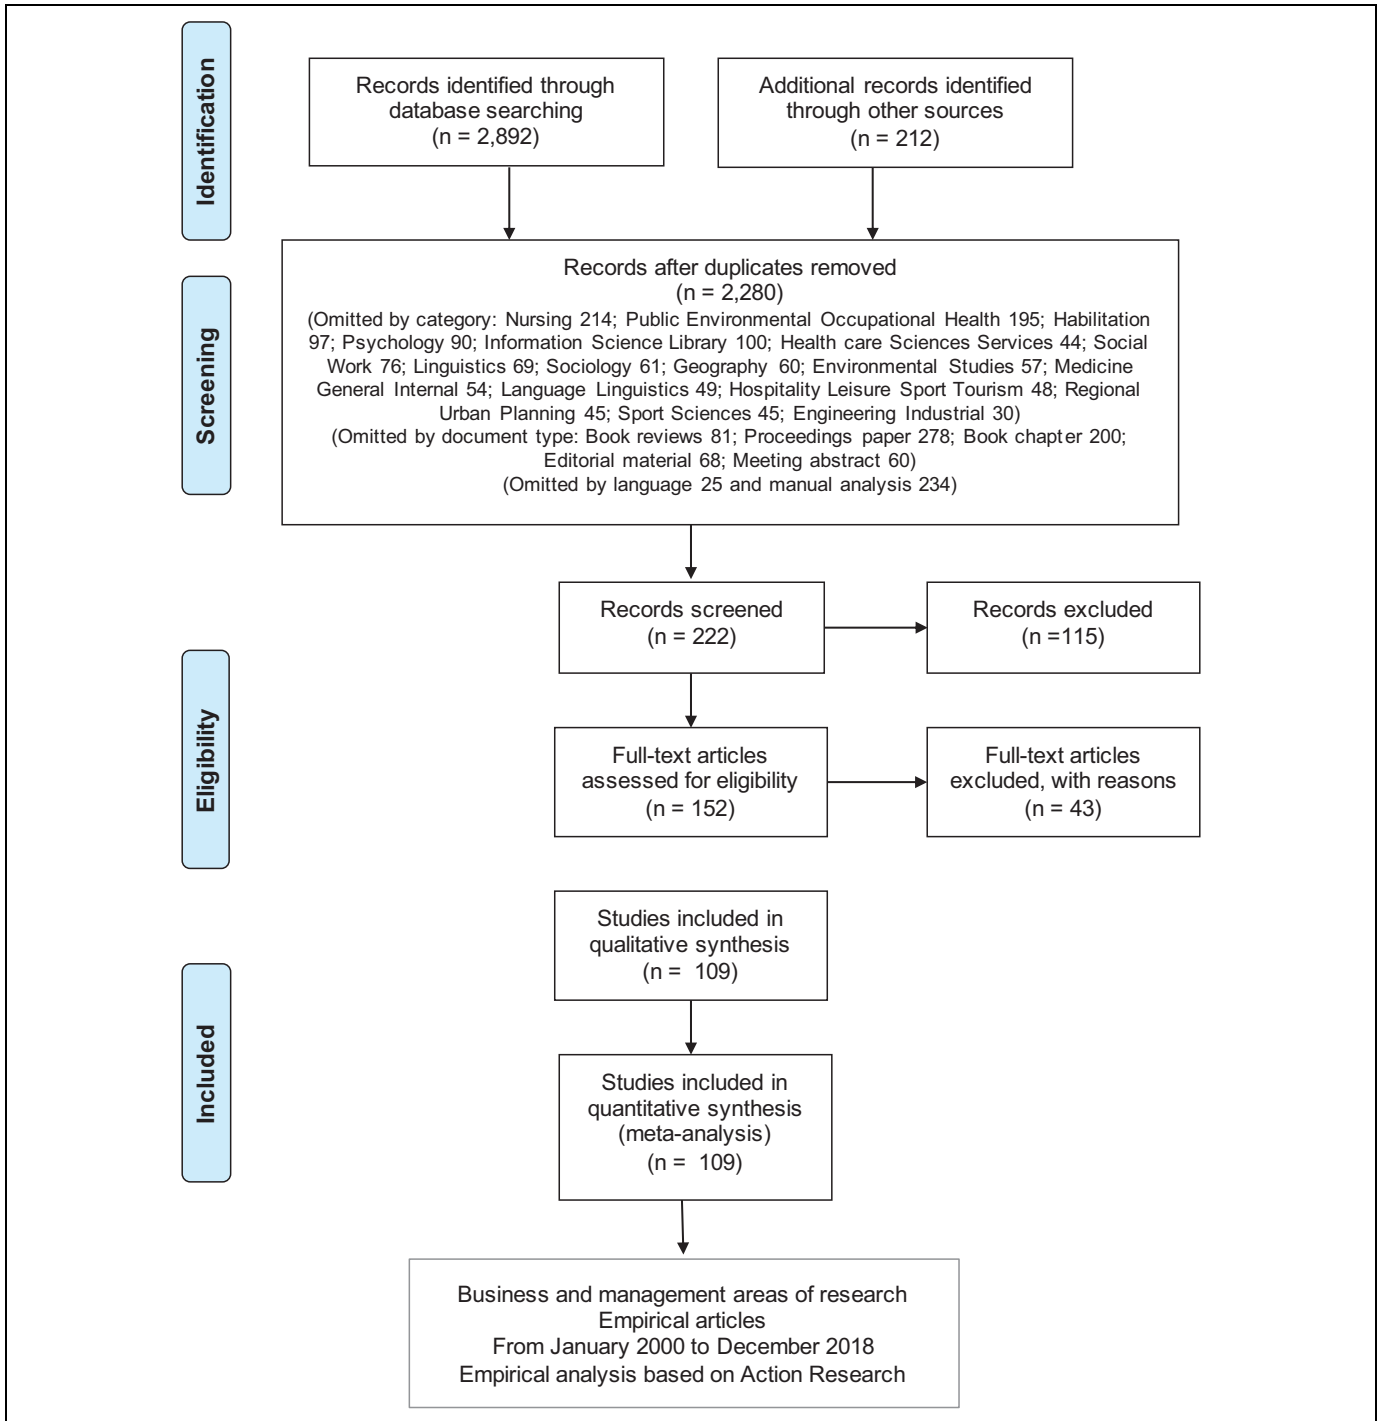 Identification
Records identified through
database searching
(n = 2,892)
Additional records identified
through other sources
(n = 212)
Screening
Records after duplicates removed
(n = 2,280)
(Omitted by category: Nursing 214; Public Environmental Occupational Health 195; Habilitation
97; Psychology 90; Information Science Library 100; Health care Sciences Services 44; Social
Work 76; Linguistics 69; Sociology 61; Geography 60; Environmental Studies 57; Medicine
General Internal 54; Language Linguistics 49; Hospitality Leisure Sport Tourism 48; Regional
Urban Planning 45; Sport Sciences 45; Engineering Industrial 30)
(Omitted by document type: Book reviews 81; Proceedings paper 278; Book chapter 200;
Editorial material 68; Meeting abstract 60)
(Omitted by language 25 and manual analysis 234)
Records screened
(n = 222)
Records excluded
(n =115)
Eligibility
Full-text articles
assessed for eligibility
(n = 152)
Full-text articles
excluded, with reasons
(n = 43)
Studies included in
qualitative synthesis
(n = 109)
Included
Studies included in
quantitative synthesis
(meta-analysis)
(n = 109)
Business and management areas of research
Empirical articles
From January 2000 to December 2018
Empirical analysis based on Action Research